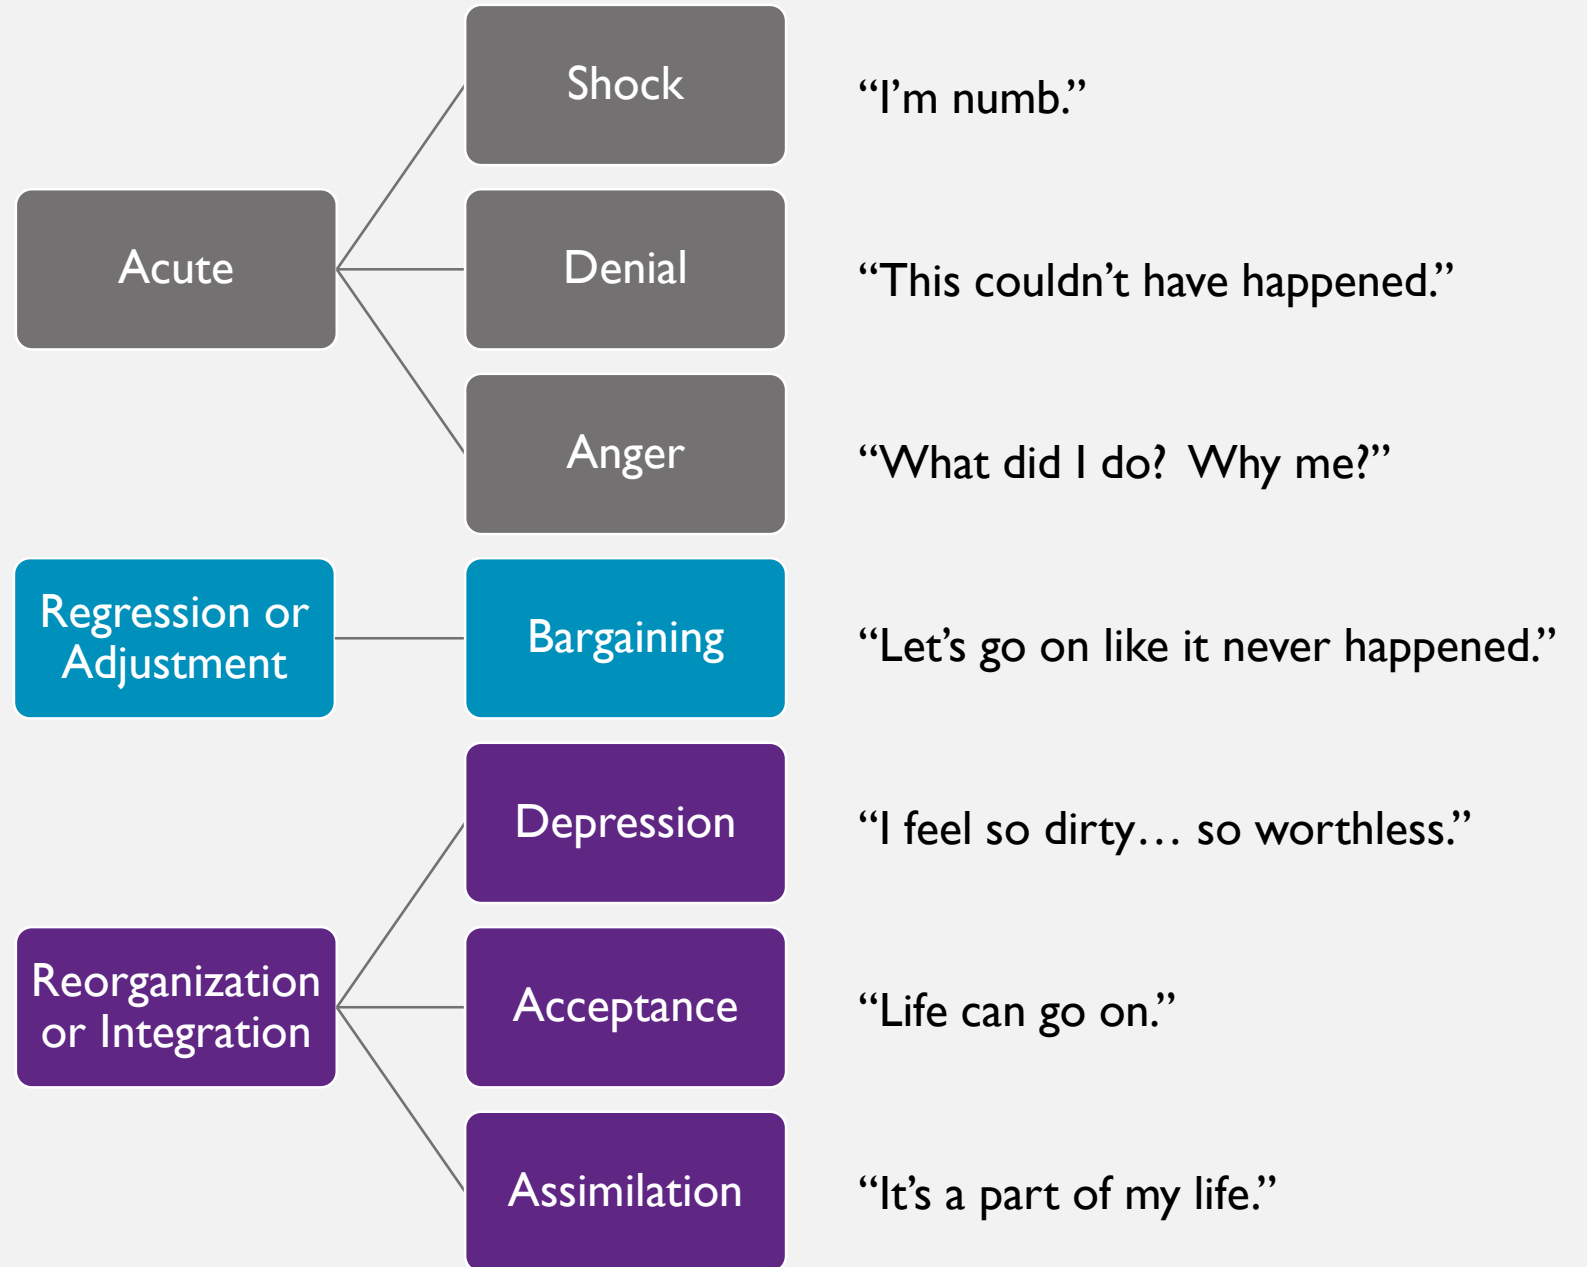 Shock
“I’m numb.”
Acute
Denial
“This couldn’t have happened.”
Anger
“What did I do?  Why me?”
Regression or
Adjustment
Bargaining
“Let’s go on like it never happened.”
Depression
“I feel so dirty… so worthless.”
Reorganization
or Integration
Acceptance
“Life can go on.”
Assimilation
“It’s a part of my life.”